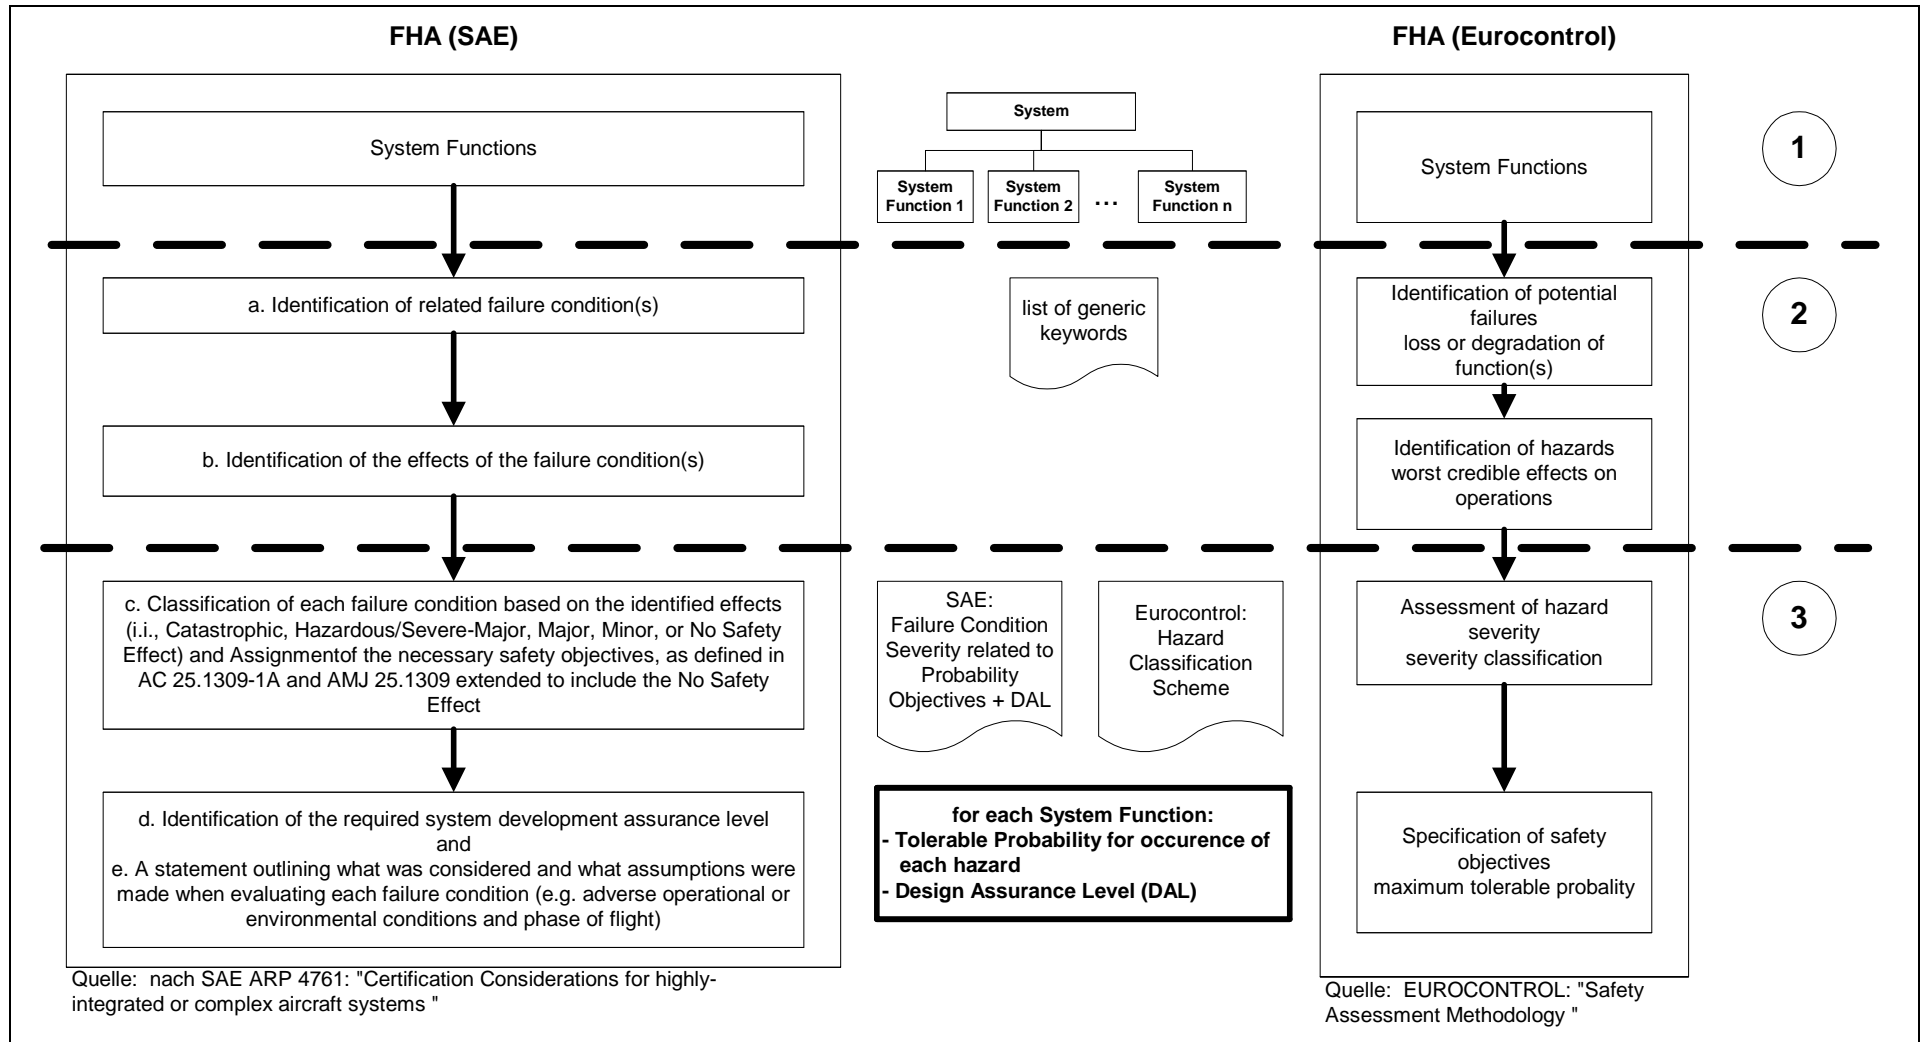 FHA (SAE)
FHA (Eurocontrol)
System Functions
System
System
Function 1
System
Function 2
...
System
Function n
System Functions
1
a. Identification of related failure condition(s)
list of generic
keywords
Identification of potential
failures
loss or degradation of
function(s)
2
b. Identification of the effects of the failure condition(s)
Identification of hazards
worst credible effects on
operations
c. Classification of each failure condition based on the identified effects
(i.i., Catastrophic, Hazardous/Severe-Major, Major, Minor, or No Safety
Effect) and Assignmentof the necessary safety objectives, as defined in
AC 25.1309-1A and AMJ 25.1309 extended to include the No Safety
Effect
SAE:
Failure Condition
Severity related to
Probability
Objectives + DAL
Eurocontrol:
Hazard
Classification
Scheme
Assessment of hazard
severity
severity classification
3
d. Identification of the required system development assurance level
and
e. A statement outlining what was considered and what assumptions were
made when evaluating each failure condition (e.g. adverse operational or
environmental conditions and phase of flight)
for each System Function:
- Tolerable Probability for occurence of
each hazard
- Design Assurance Level (DAL)
Specification of safety
objectives
maximum tolerable probality
Quelle: nach SAE ARP 4761: "Certification Considerations for highly-
integrated or complex aircraft systems "
Quelle: EUROCONTROL: "Safety
Assessment Methodology "